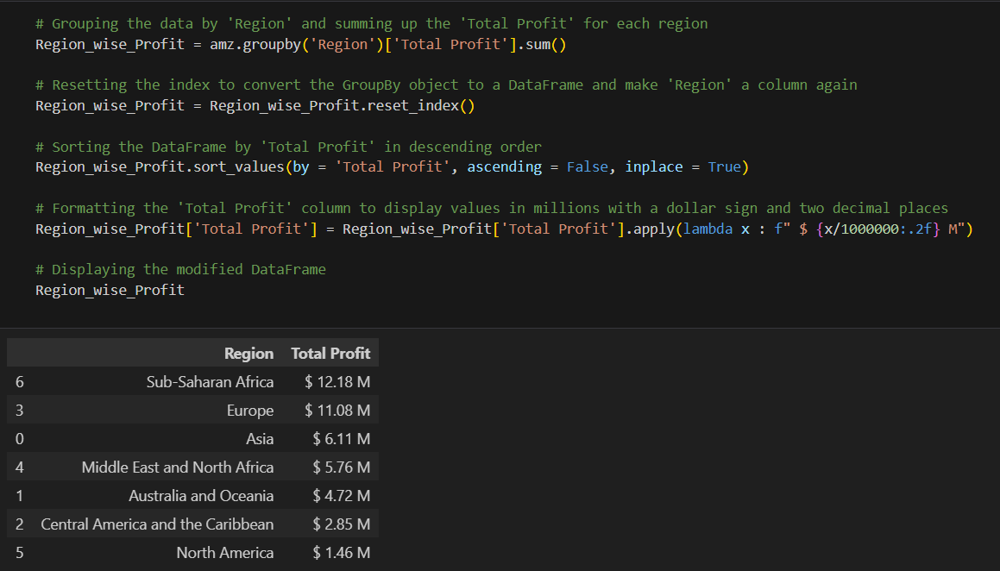 # Grouping the data by 'Region' and summing up the 'Total Profit' for each region
Region_wise_Profit = amz.groupby('Region')['Total Profit'].sum()
# Resetting the index to convert the GroupBy object to a DataFrame and make 'Region' a column again
Region_wise_Profit = Region_wise_Profit.reset_index()
# Sorting the DataFrame by 'Total Profit' in descending order
Region_wise_Profit.sort_values(by = 'Total Profit', ascending = False, inplace = True)
# Formatting the 'Total Profit' column to display values in millions with a dollar sign and two decimal places
Region_wise_Profit['Total Profit'] = Region_wise_Profit['Total Profit'].apply(lambda x : f" $ {x/1000000:.2f} M")
# Displaying the modified DataFrame
Region_wise_Profit
Region Total Profit
6 Sub-Saharan Africa $ 12.18 M
3 Europe $ 11.08 M
0 Asia $ 6.11 M
4 Middle East and North Africa $ 5.76 M
1 Australia and Oceania $ 4.72 M
2 Central America and the Caribbean $ 2.85 M
5 North America $ 1.46 M